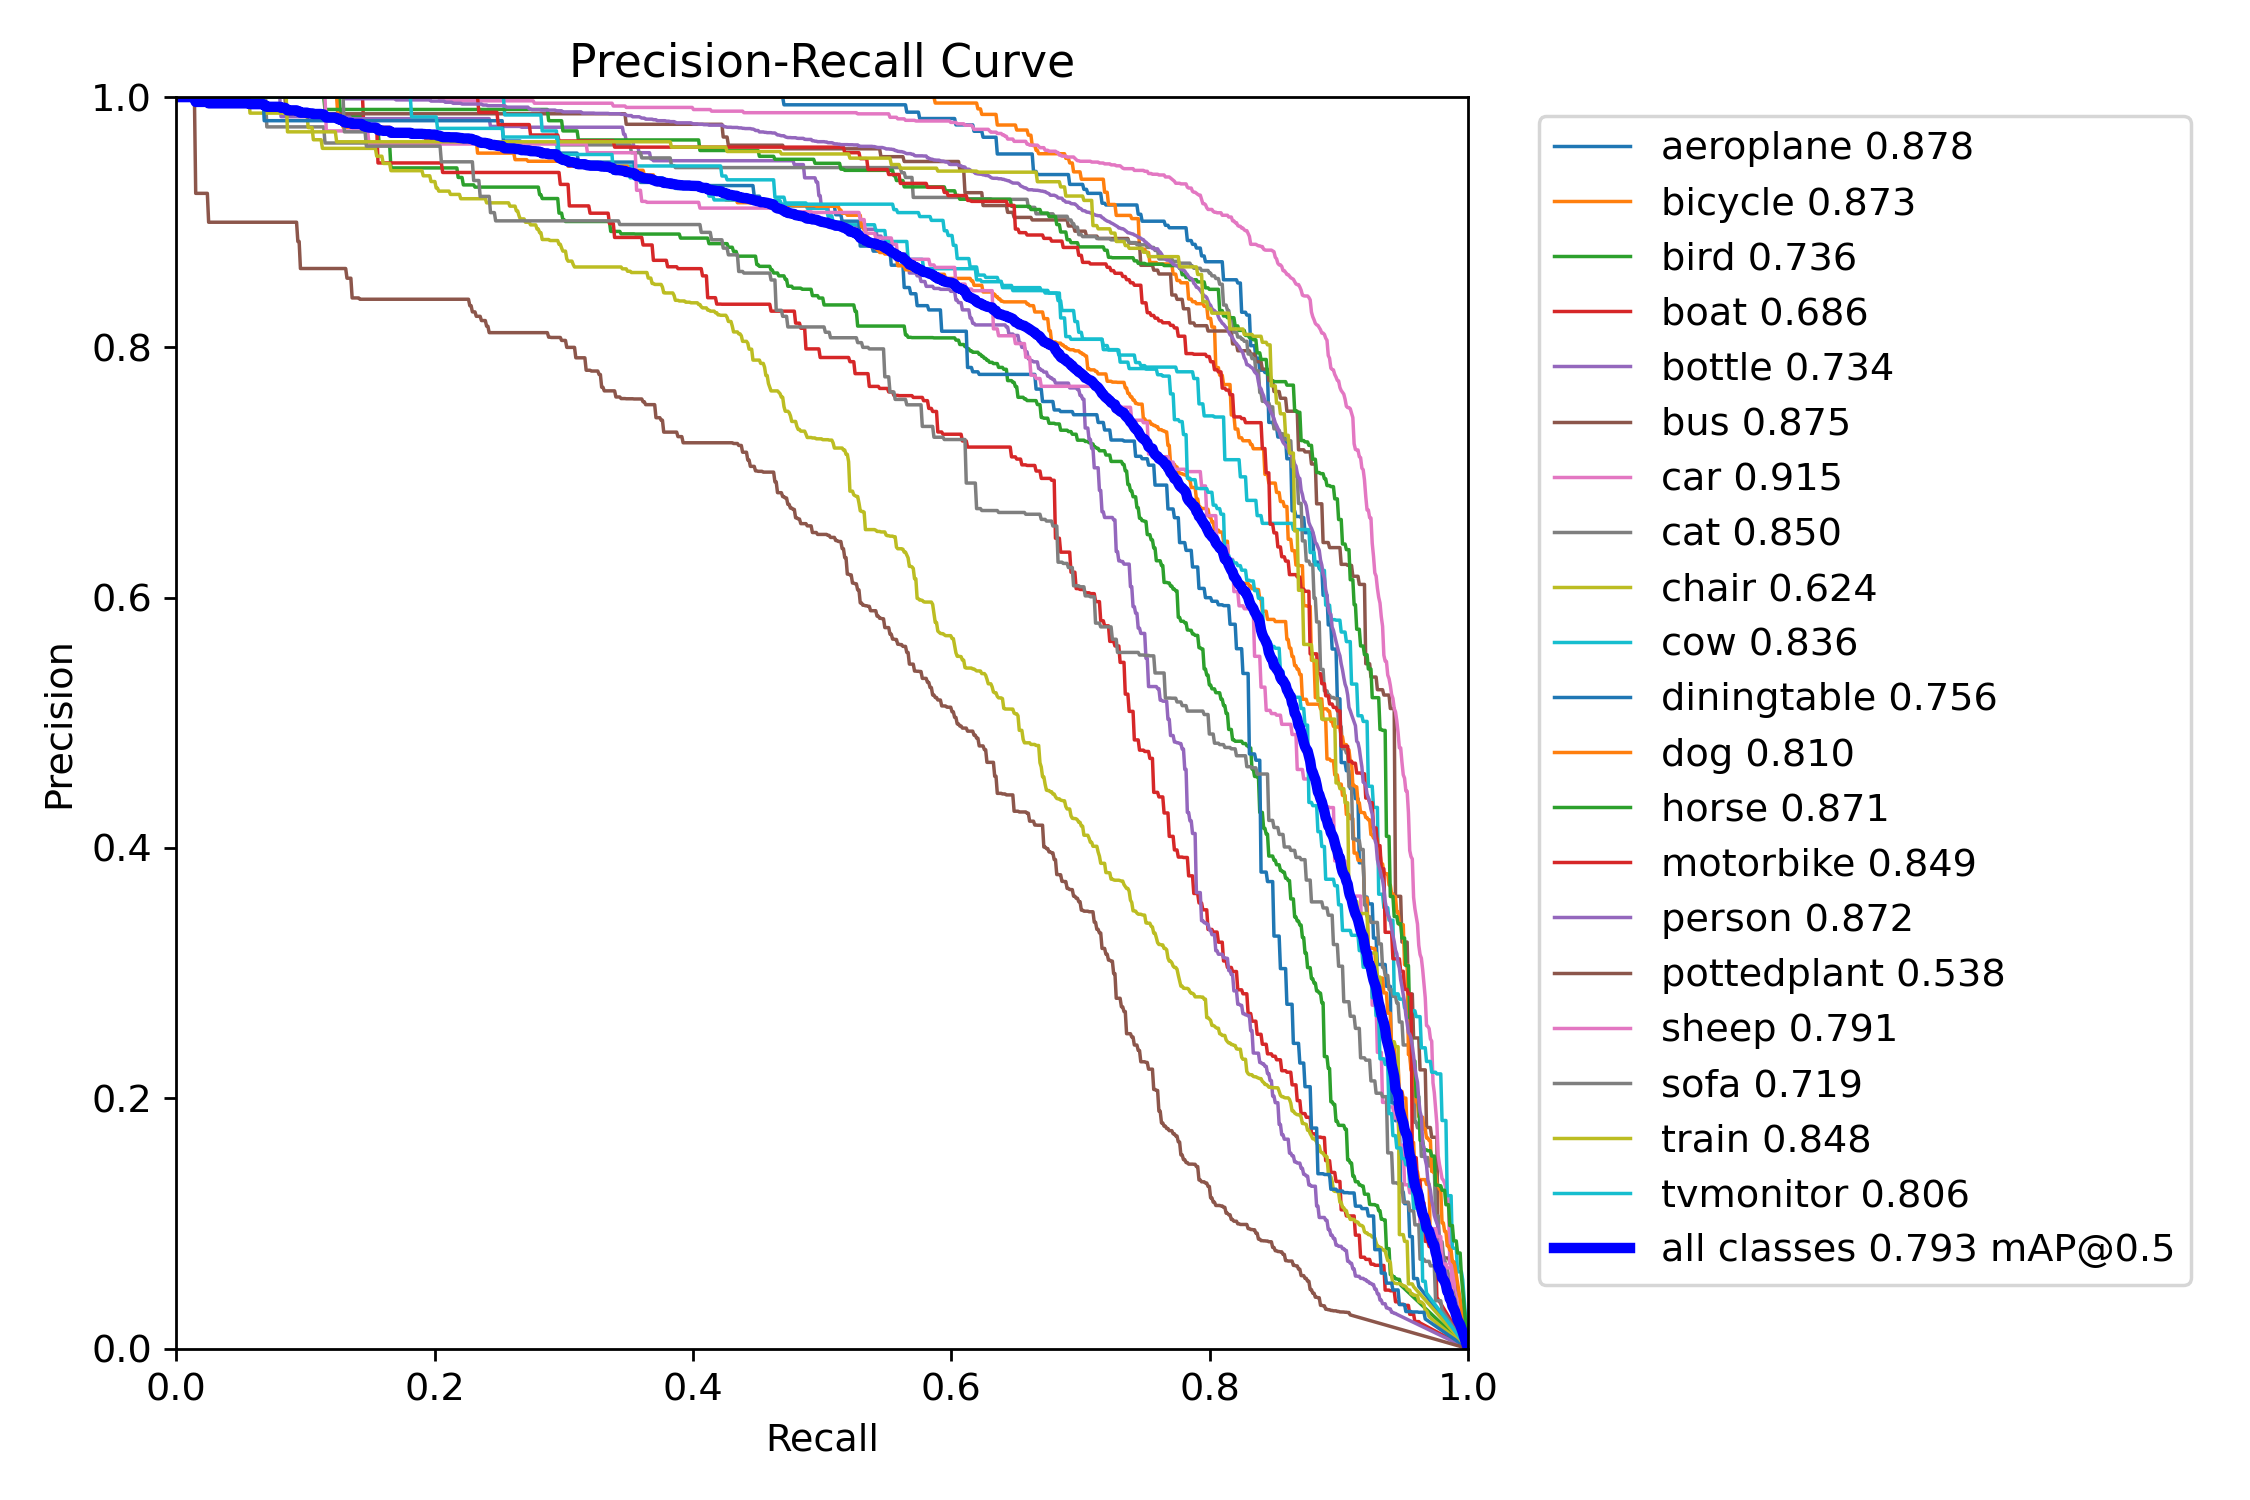 Precision-Recall Curve
1.0
0.8
0.6
0.4
0.2
0.0
Precision
0.0 0.2 0.4 0.6 0.8 1.0
Recall
aeroplane 0.878
bicycle 0.873
bird 0.736
boat 0.686
bottle 0.734
bus 0.875
car 0.915
cat 0.850
chair 0.624
cow 0.836
diningtable 0.756
dog 0.810
horse 0.871
motorbike 0.849
person 0.872
pottedplant 0.538
sheep 0.791
sofa 0.719
train 0.848
tvmonitor 0.806
all classes 0.793 mAP@0.5